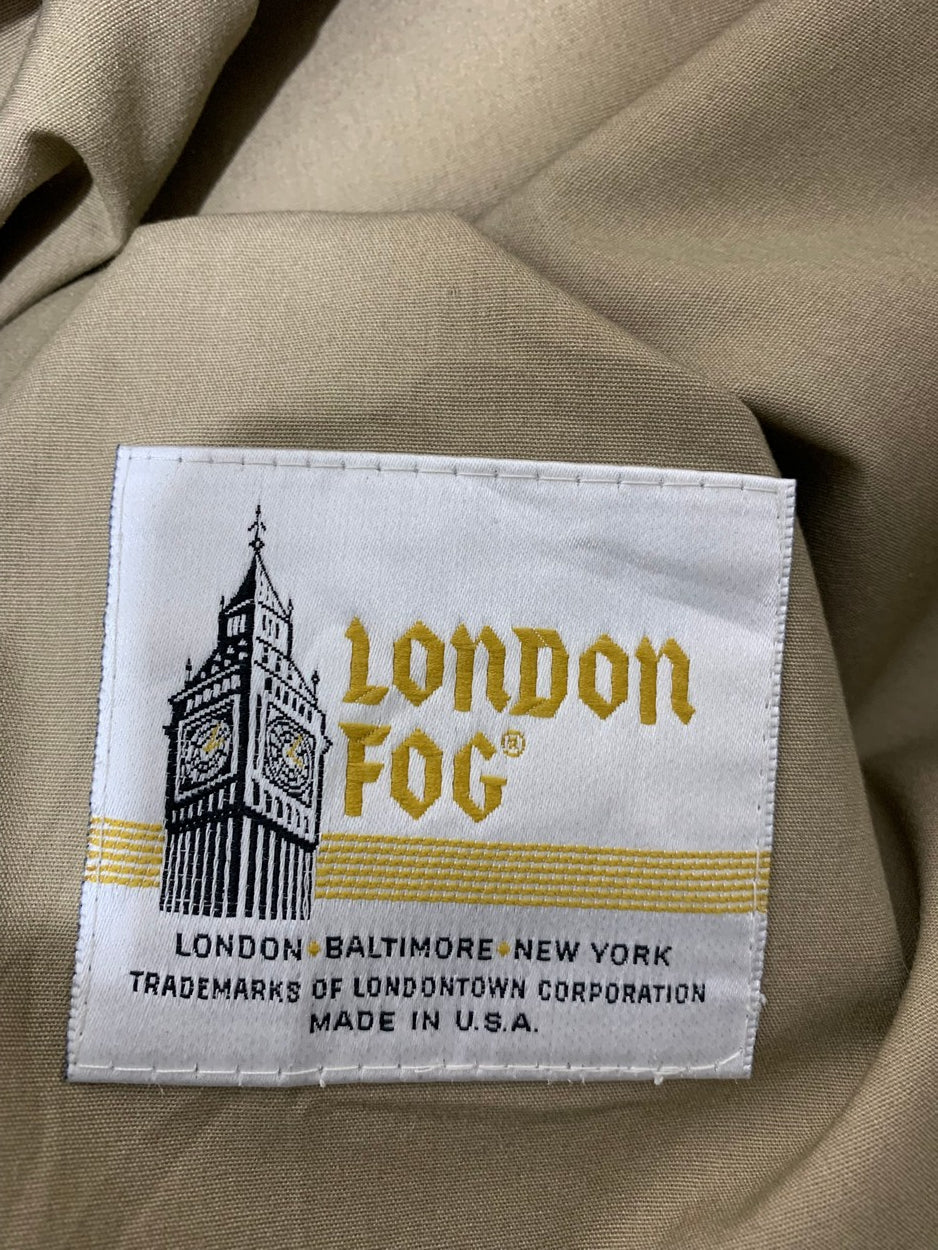 LONDON
FOG®
LONDON•BALTIMORE•NEW YORK
TRADEMARKS OF LONDONTOWN CORPORATION
MADE IN U.S.A.